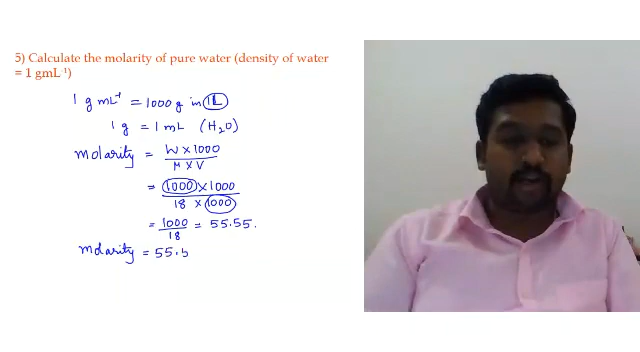 5) Calculate the molarity of pure water (density of water
= 1 gmL⁻¹)
1 g mL⁻¹ = 1000 g in 1L
1g = 1 mL (H₂O)
molarity = W × 1000
M × V
= 1000 × 1000
18 × 1000
= 1000 = 55.55.
18
molarity = 55.5